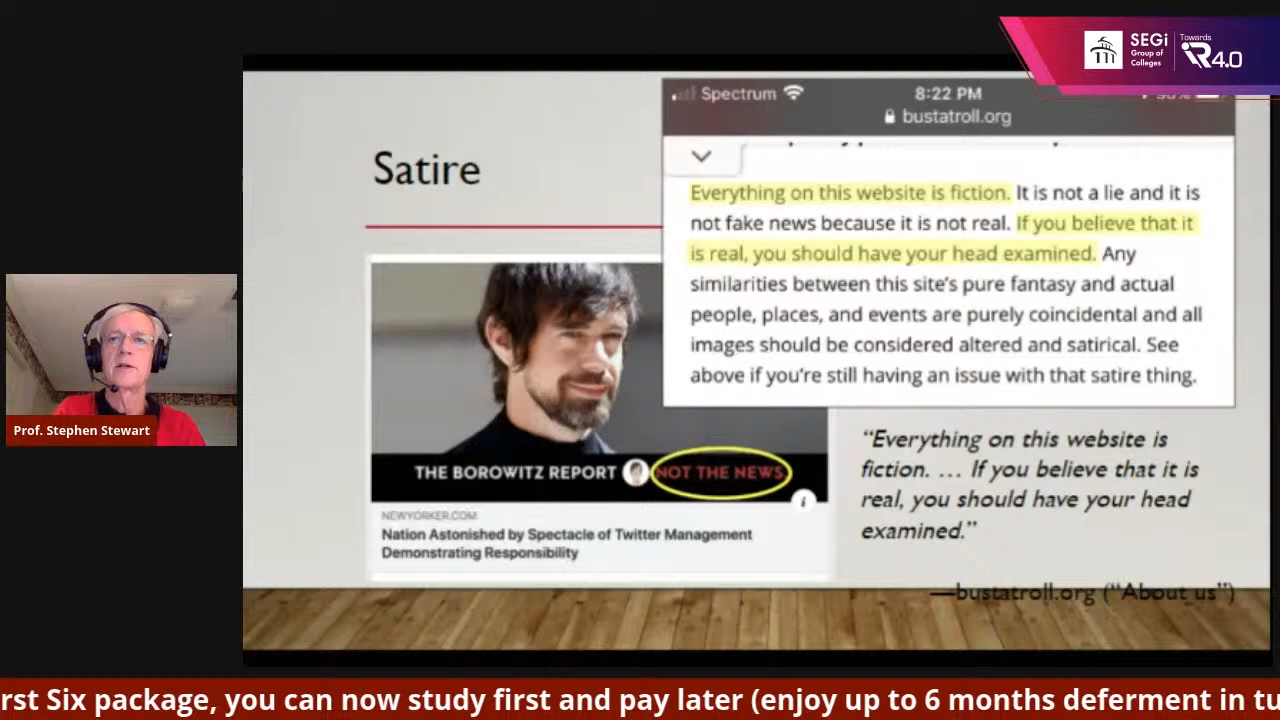 SEGi
Group of
Colleges
Towards
iR4.0
Spectrum
8:22 PM
bustatroll.org
Satire
Everything on this website is fiction. It is not a lie and it is
not fake news because it is not real. If you believe that it
is real, you should have your head examined. Any
similarities between this site's pure fantasy and actual
people, places, and events are purely coincidental and all
images should be considered altered and satirical. See
above if you're still having an issue with that satire thing.
THE BOROWITZ REPORT NOT THE NEWS
i
NEWYORKER.COM
Nation Astonished by Spectacle of Twitter Management
Demonstrating Responsibility
“Everything on this website is
fiction. … If you believe that it is
real, you should have your head
examined.”
—bustatroll.org (“About us”)
Prof. Stephen Stewart
rst Six package, you can now study first and pay later (enjoy up to 6 months deferment in tu